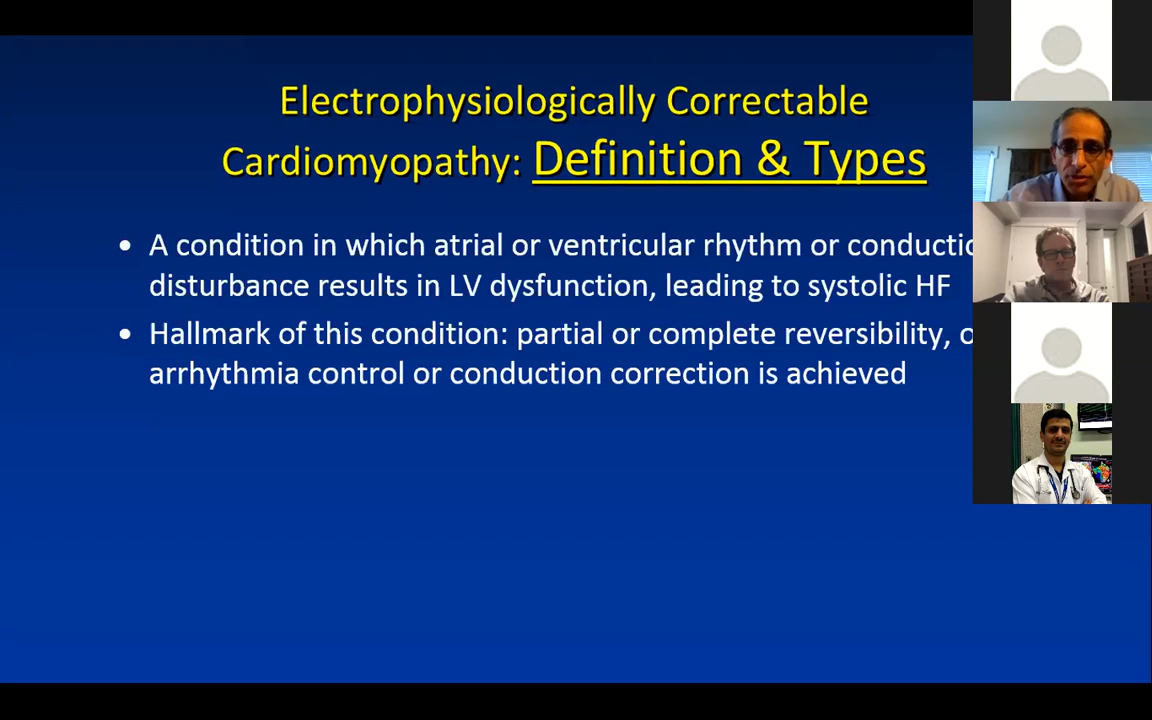 Electrophysiologically Correctable
Cardiomyopathy: Definition & Types
• A condition in which atrial or ventricular rhythm or conductio
disturbance results in LV dysfunction, leading to systolic HF
• Hallmark of this condition: partial or complete reversibility, o
arrhythmia control or conduction correction is achieved